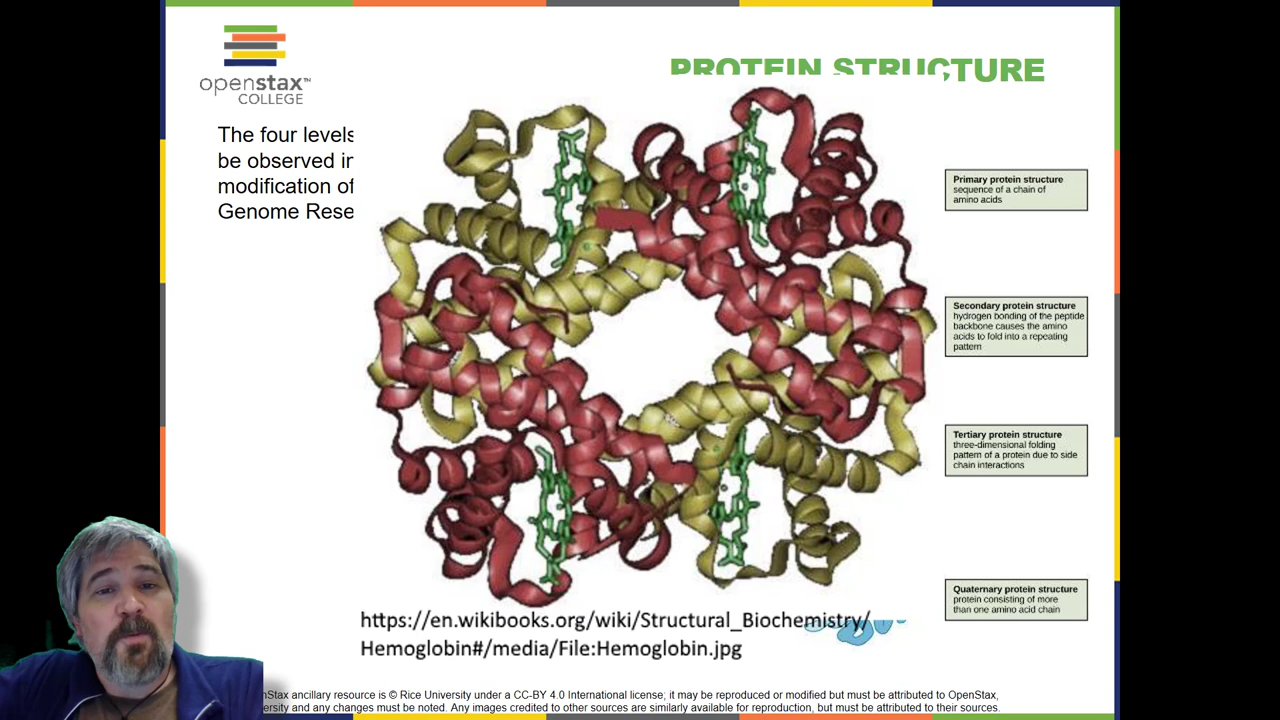 openstax™
COLLEGE
PROTEIN STRUCTURE
The four levels
be observed in
modification of
Genome Rese
Primary protein structure
sequence of a chain of
amino acids
Secondary protein structure
hydrogen bonding of the peptide
backbone causes the amino
acids to fold into a repeating
pattern
Tertiary protein structure
three-dimensional folding
pattern of a protein due to side
chain interactions
Quaternary protein structure
protein consisting of more
than one amino acid chain
https://en.wikibooks.org/wiki/Structural_Biochemistry/
Hemoglobin#/media/File:Hemoglobin.jpg
ancillary resource is © Rice University under a CC-BY 4.0 International license; it may be reproduced or modified but must be attributed to OpenStax,
and any changes must be noted. Any images credited to other sources are similarly available for reproduction, but must be attributed to their sources.